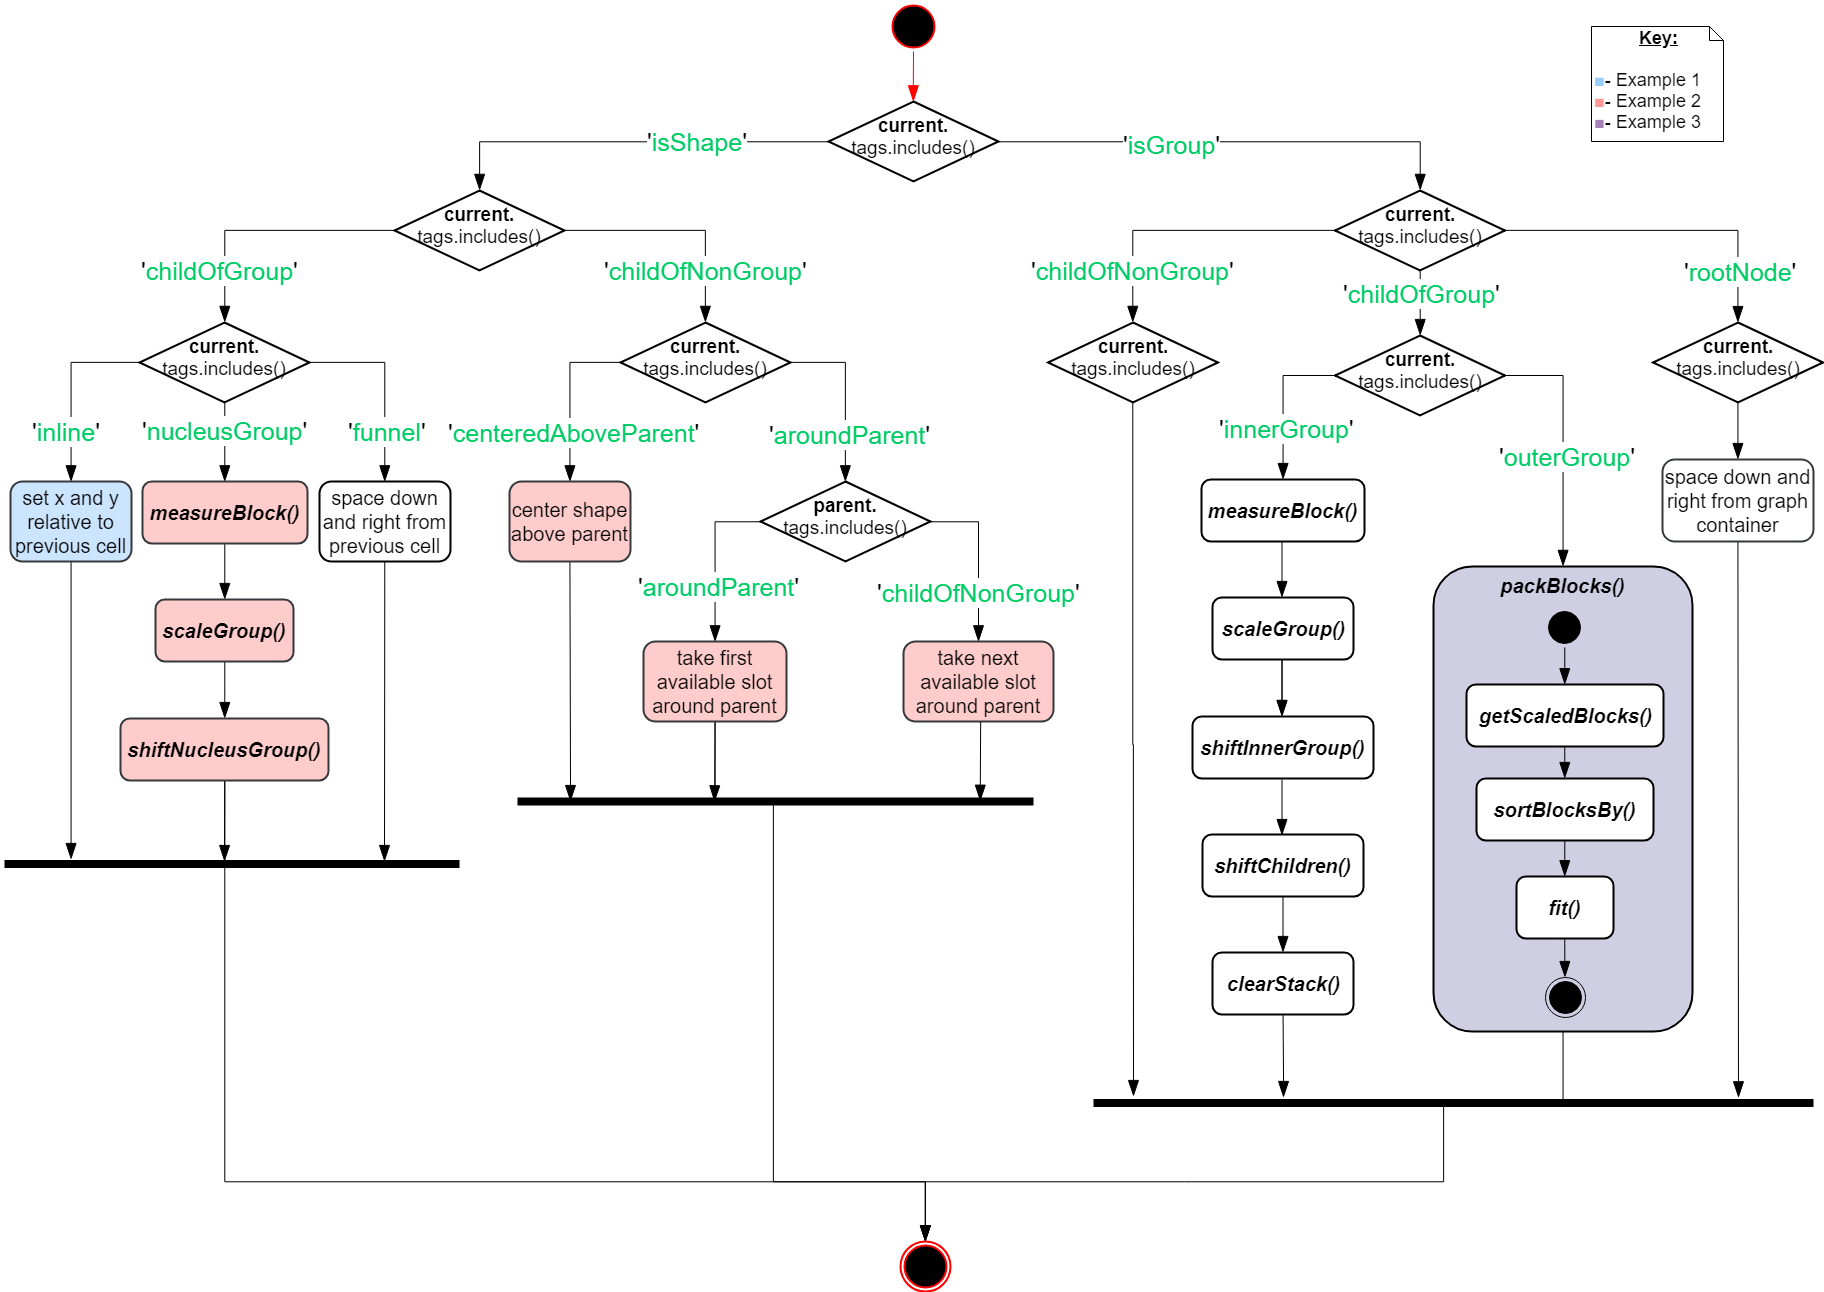 Key:
- Example 1
- Example 2
- Example 3
current.
tags.includes()
'isShape'
'isGroup'
current.
tags.includes()
current.
tags.includes()
'childOfGroup'
'childOfNonGroup'
'childOfNonGroup'
'childOfGroup'
'rootNode'
current.
tags.includes()
current.
tags.includes()
current.
tags.includes()
current.
tags.includes()
current.
tags.includes()
'inline'
'nucleusGroup'
'funnel'
'centeredAboveParent'
'aroundParent'
'innerGroup'
'outerGroup'
set x and y
relative to
previous cell
measureBlock()
space down
and right from
previous cell
center shape
above parent
parent.
tags.includes()
measureBlock()
space down and
right from graph
container
'aroundParent'
'childOfNonGroup'
packBlocks()
scaleGroup()
take first
available slot
around parent
take next
available slot
around parent
scaleGroup()
getScaledBlocks()
shiftNucleusGroup()
shiftInnerGroup()
sortBlocksBy()
shiftChildren()
fit()
clearStack()